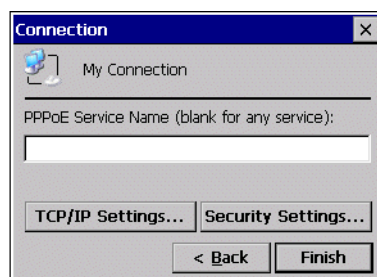 Connection
My Connection
PPPoE Service Name (blank for any service):
TCP/IP Settings... Security Settings...
< Back Finish